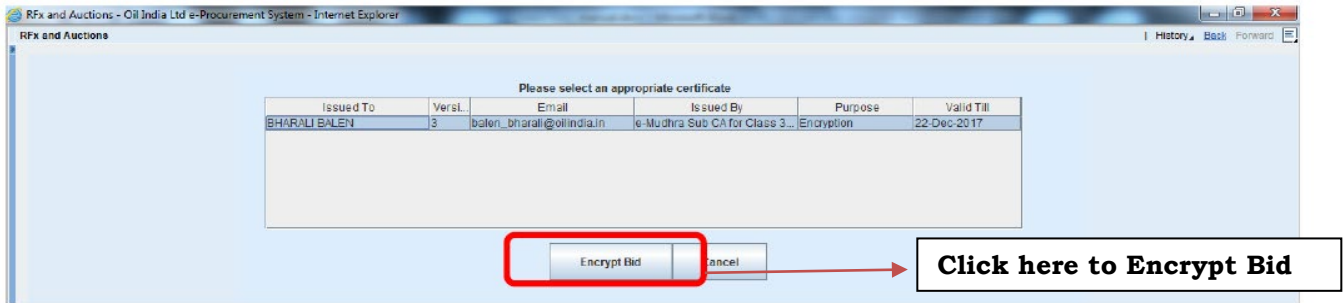 RFx and Auctions - Oil India Ltd e-Procurement System - Internet Explorer
RFx and Auctions | History Back Forward
Please select an appropriate certificate
Issued To Versi... Email Issued By Purpose Valid Till
BHARALI BALEN 3 balen_bharali@oilindia.in e-Mudhra Sub CA for Class 3... Encryption 22-Dec-2017
Encrypt Bid Cancel
Click here to Encrypt Bid